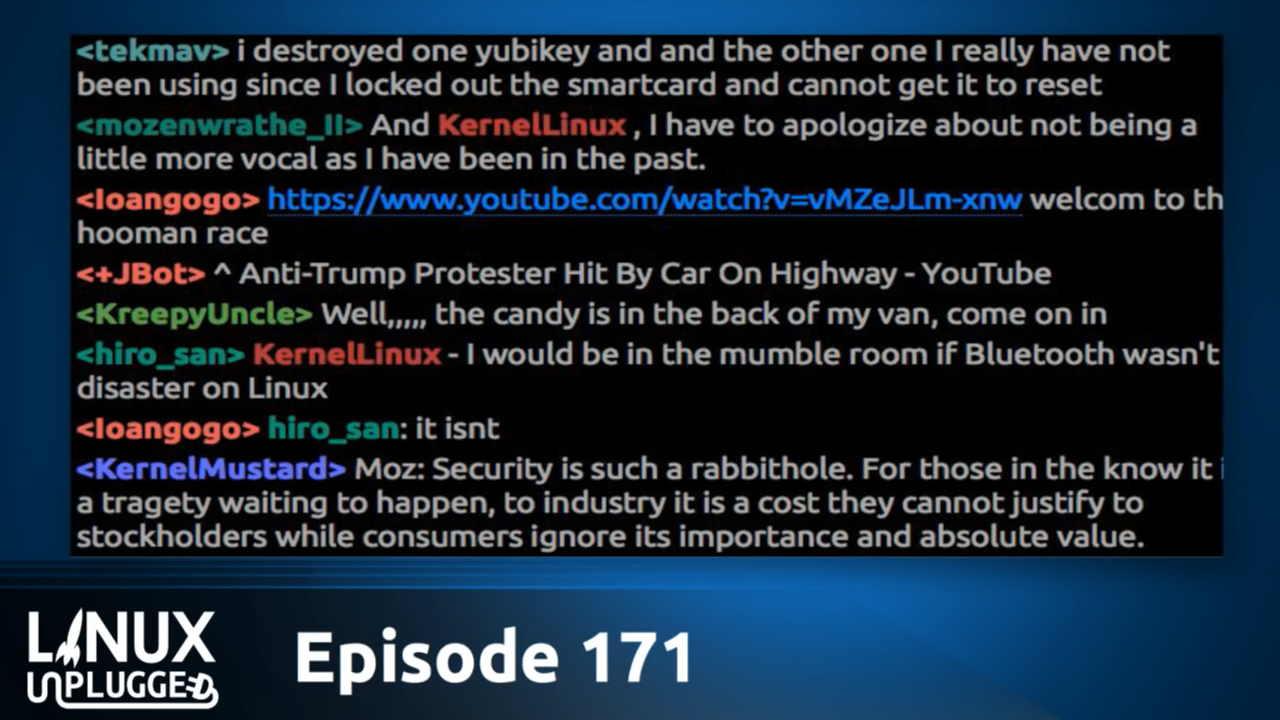 <tekmav> i destroyed one yubikey and and the other one I really have not
been using since I locked out the smartcard and cannot get it to reset
<mozenwrathe_II> And KernelLinux , I have to apologize about not being a
little more vocal as I have been in the past.
<Ioangogo> https://www.youtube.com/watch?v=vMZeJLm-xnw welcom to th
hooman race
<+JBot> ^ Anti-Trump Protester Hit By Car On Highway - YouTube
<KreepyUncle> Well,,,,, the candy is in the back of my van, come on in
<hiro_san> KernelLinux - I would be in the mumble room if Bluetooth wasn't
disaster on Linux
<Ioangogo> hiro_san: it isnt
<KernelMustard> Moz: Security is such a rabbithole. For those in the know it i
a tragety waiting to happen, to industry it is a cost they cannot justify to
stockholders while consumers ignore its importance and absolute value.
LINUX
UNPLUGGED
Episode 171